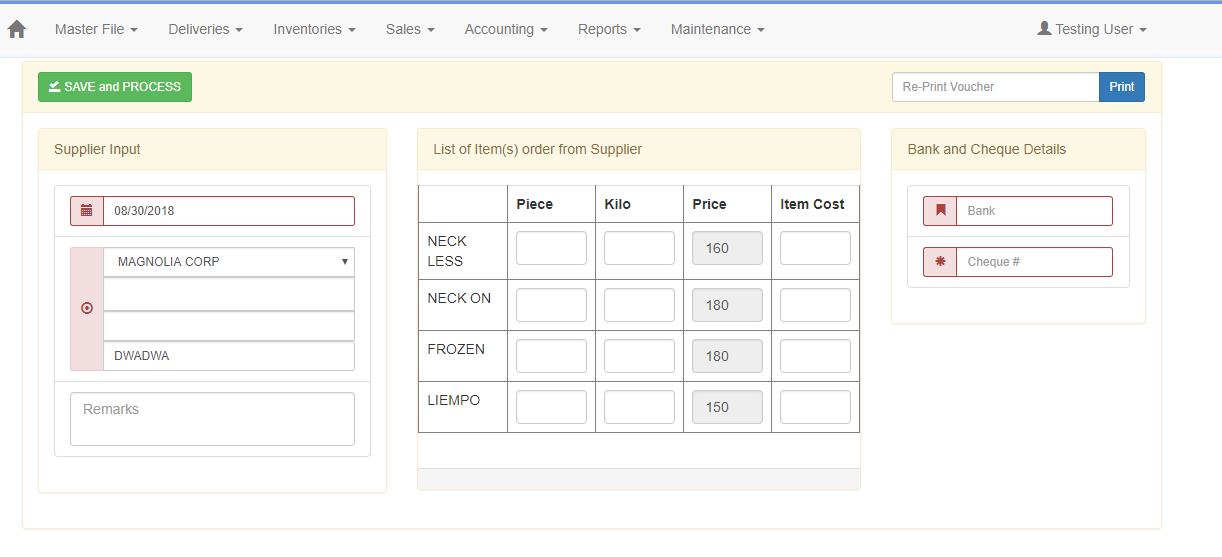 Master File Deliveries Inventories Sales Accounting Reports Maintenance Testing User
SAVE and PROCESS Re-Print Voucher Print
Supplier Input
08/30/2018
MAGNOLIA CORP
DWADWA
Remarks
List of Item(s) order from Supplier
Piece Kilo Price Item Cost
NECK
LESS 160
NECK ON 180
FROZEN 180
LIEMPO 150
Bank and Cheque Details
Bank
Cheque #